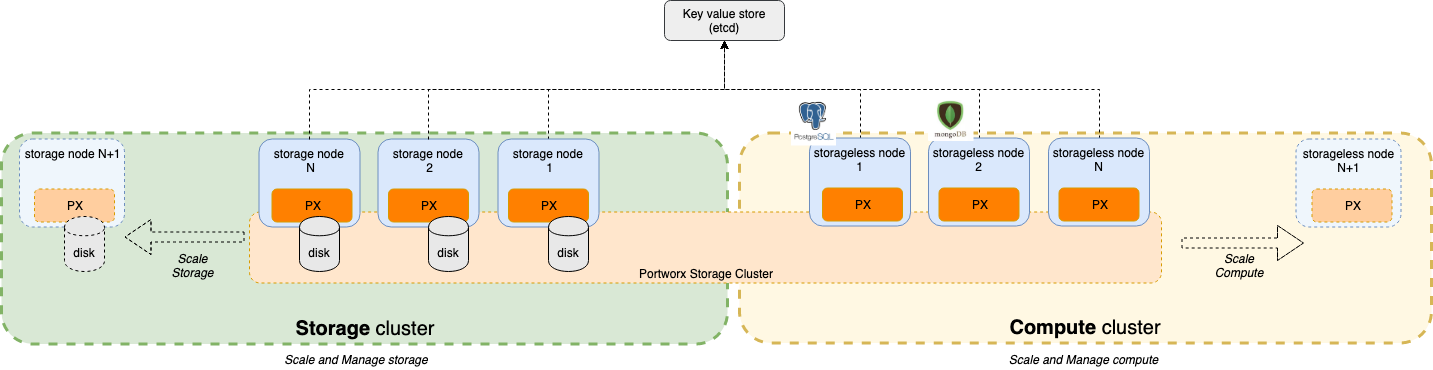 Key value store
(etcd)
PostgreSQL
mongoDB
storage node N+1
PX
disk
Scale
Storage
storage node
N
PX
disk
storage node
2
PX
disk
storage node
1
PX
disk
storageless node
1
PX
storageless node
2
PX
storageless node
N
PX
storageless node
N+1
PX
Scale
Compute
Portworx Storage Cluster
Storage cluster
Compute cluster
Scale and Manage storage
Scale and Manage compute